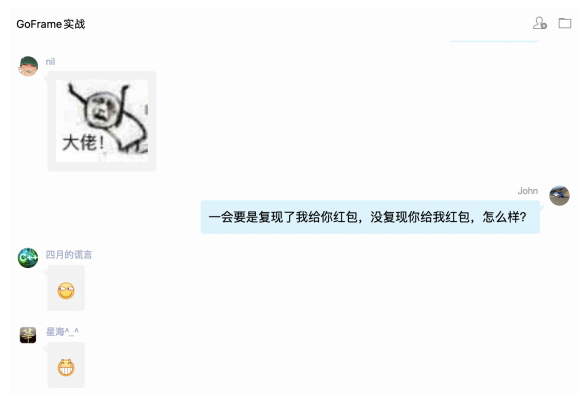 GoFrame实战
nil
大佬！
John
一会要是复现了我给你红包，没复现你给我红包，怎么样？
四月的谎言
C++
星海^_^